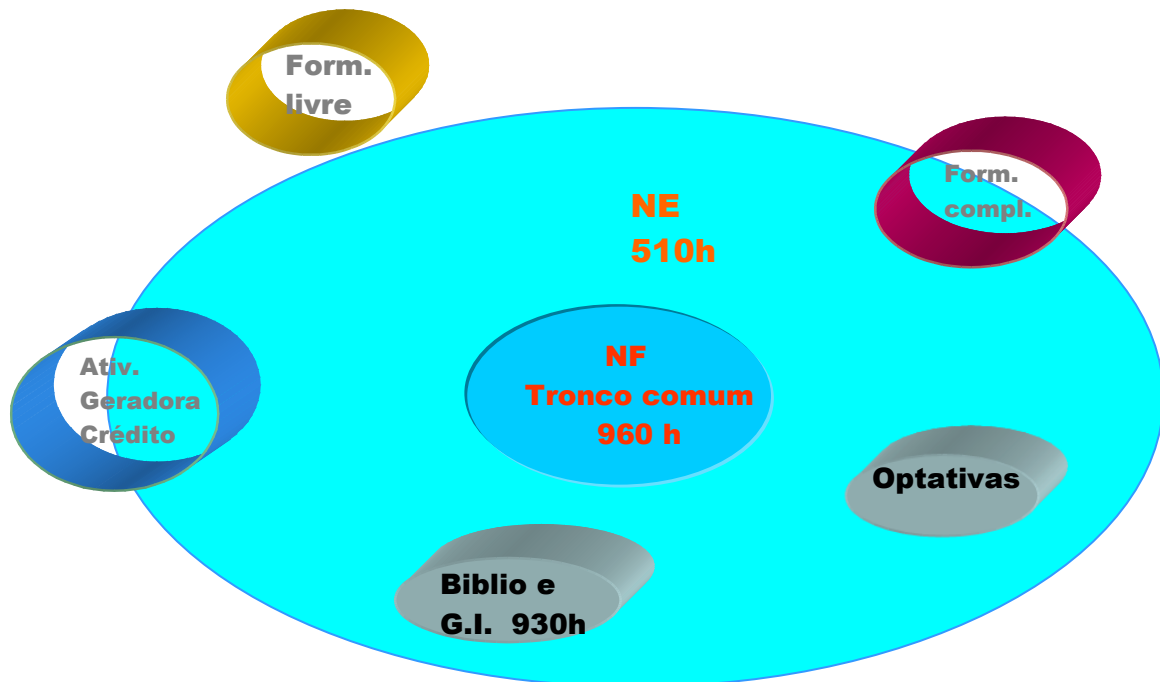 Form.
livre
NE
510h
Form.
compl.
Ativ.
Geradora
Crédito
NF
Tronco comum
960 h
Optativas
Biblio e
G.I. 930h